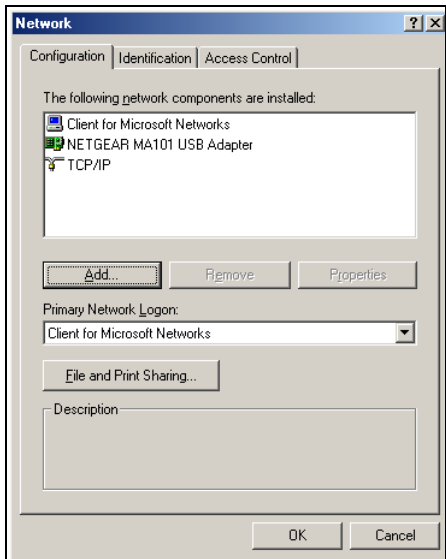 Network
Configuration Identification Access Control
The following network components are installed:
Client for Microsoft Networks
NETGEAR MA101 USB Adapter
TCP/IP
Add... Remove Properties
Primary Network Logon:
Client for Microsoft Networks
File and Print Sharing...
Description
OK Cancel